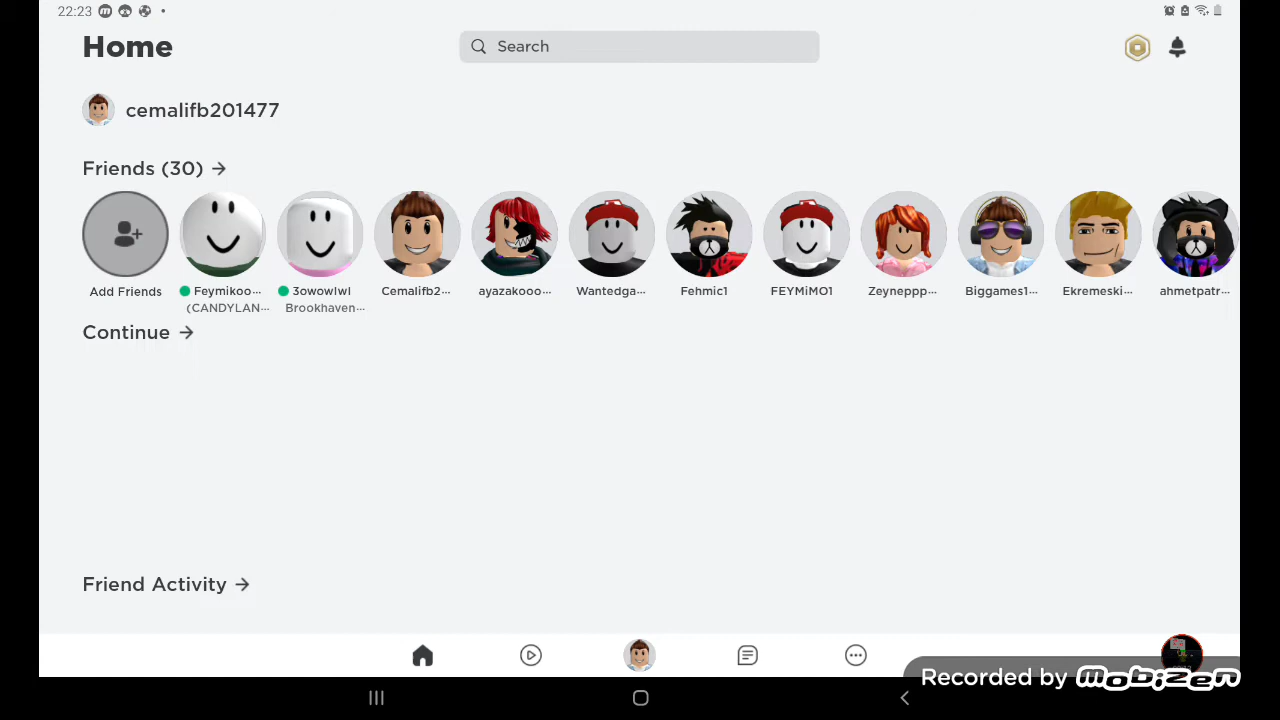 22:23
Home
Search
cemalifb201477
Friends (30)
Add Friends
Feymikoo...
(CANDYLAN...
3owowlwl
Brookhaven...
Cemalifb2...
ayazakooo...
Wantedga...
Fehmic1
FEYMiMO1
Zeyneppp...
Biggames1...
Ekremeski...
ahmetpatr...
Continue
Friend Activity
Recorded by mobizen